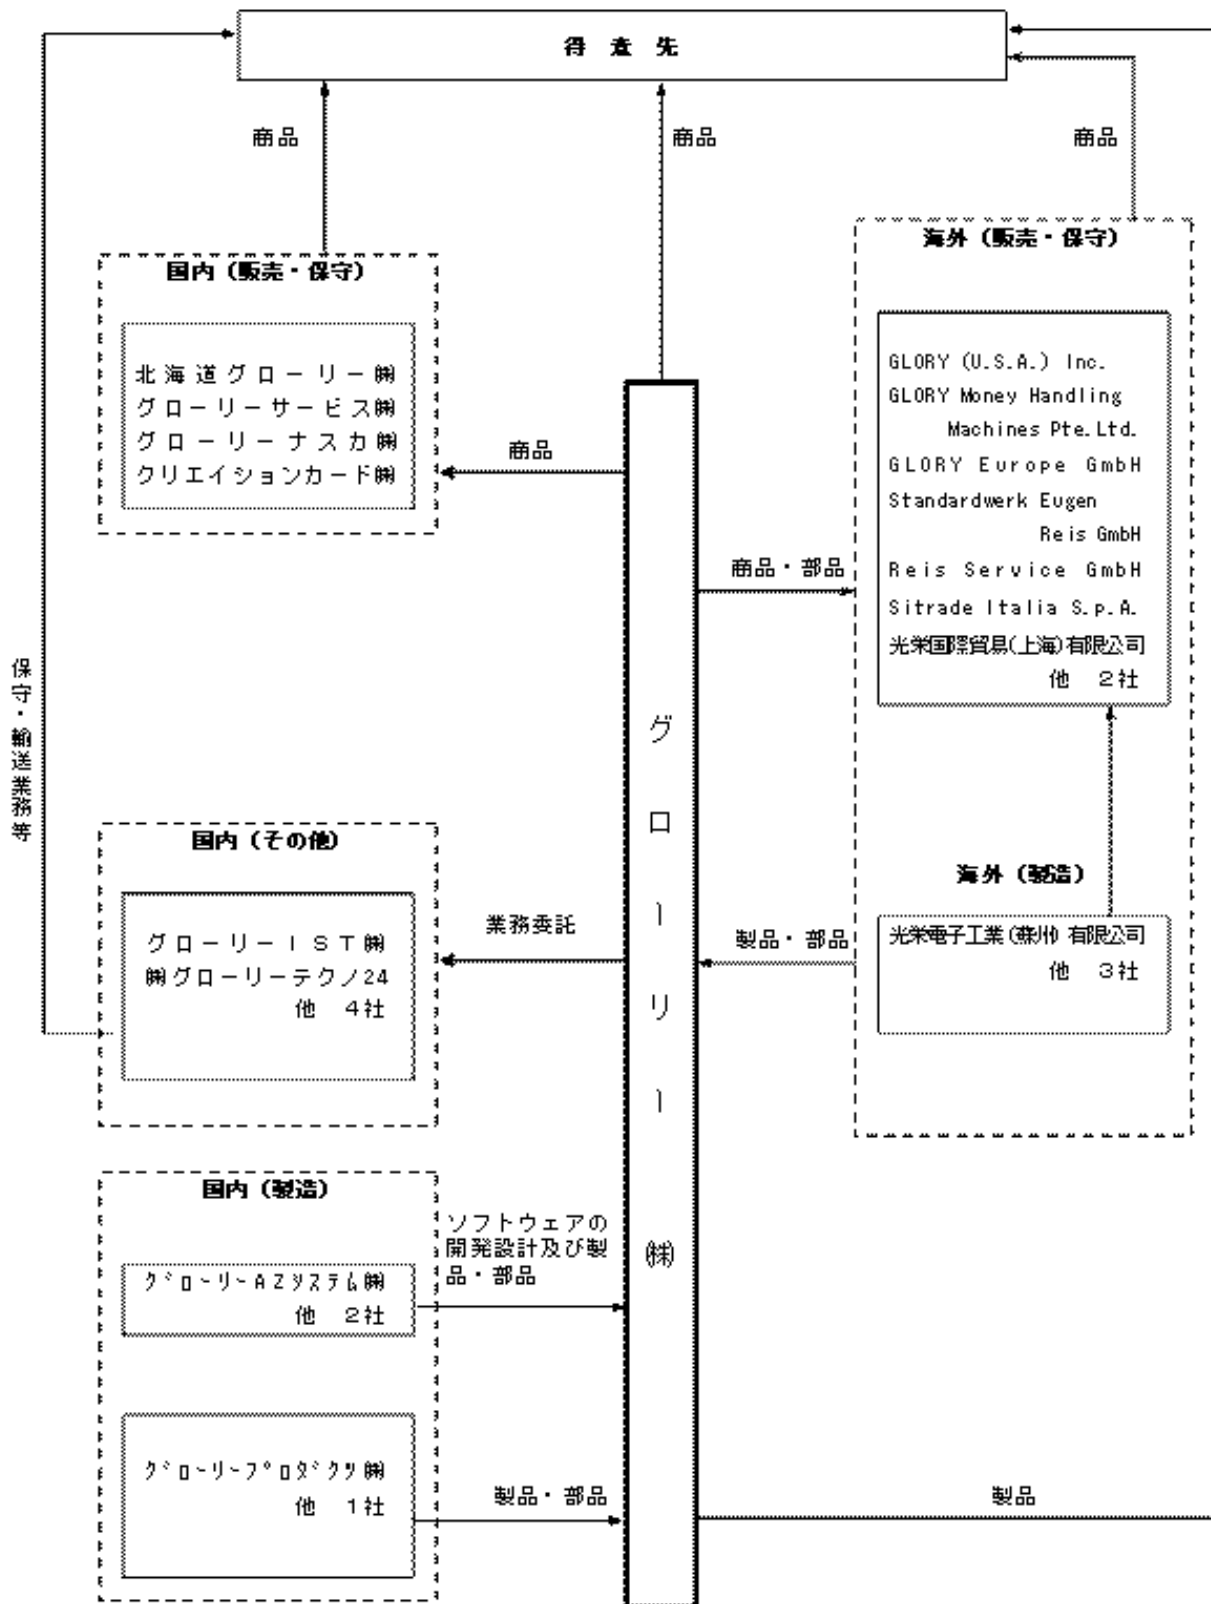 得意先
商品
商品
商品
国内（販売・保守）
北海道グローリー㈱
グローリーサービス㈱
グローリーナスカ㈱
クリエイションカード㈱
商品
海外（販売・保守）
GLORY (U.S.A.) Inc.
GLORY Money Handling
Machines Pte.Ltd.
GLORY Europe GmbH
Standardwerk Eugen
Reis GmbH
Reis Service GmbH
Sitrade Italia S.p.A.
光栄国際貿易(上海)有限公司
他 2社
商品・部品
保守・輸送業務等
グローリー㈱
国内（その他）
グローリーＩＳＴ㈱
㈱グローリーテクノ24
他 4社
業務委託
海外（製造）
光栄電子工業(蘇州)有限公司
他 3社
製品・部品
国内（製造）
ｸﾞﾛｰﾘｰAZｼｽﾃﾑ㈱
他 2社
ソフトウェアの
開発設計及び製
品・部品
ｸﾞﾛｰﾘｰﾌﾟﾛﾀﾞｸﾂ㈱
他 1社
製品・部品
製品